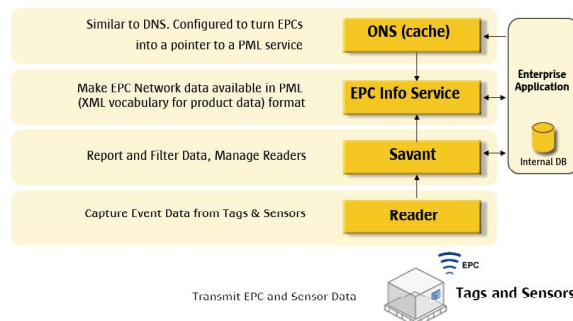 Similar to DNS. Configured to turn EPCs
into a pointer to a PML service
ONS (cache)
Make EPC Network data available in PML
(XML vocabulary for product data) format
EPC Info Service
Enterprise
Application
Internal DB
Report and Filter Data, Manage Readers
Savant
Capture Event Data from Tags & Sensors
Reader
EPC
Transmit EPC and Sensor Data
Tags and Sensors